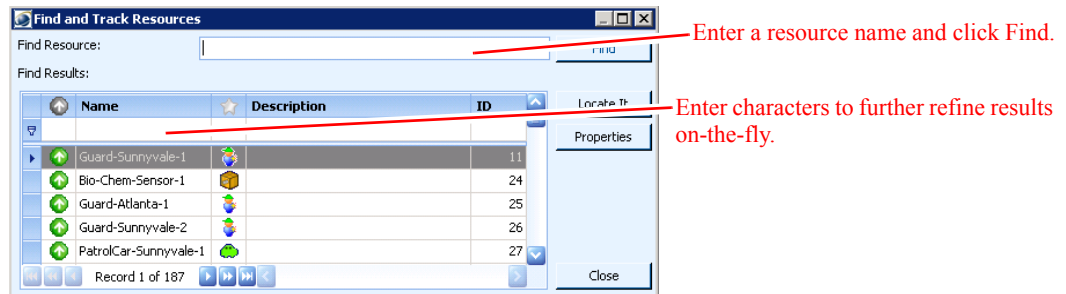 Find and Track Resources
Find Resource:
Find
Enter a resource name and click Find.
Find Results:
Name Description ID
Locate It
Enter characters to further refine results
on-the-fly.
Properties
Guard-Sunnyvale-1 11
Bio-Chem-Sensor-1 24
Guard-Atlanta-1 25
Guard-Sunnyvale-2 26
PatrolCar-Sunnyvale-1 27
Record 1 of 187
Close